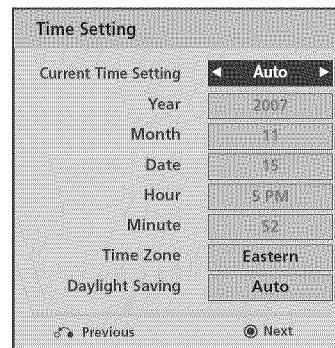 Time Setting
Current Time Setting ◄ Auto ►
Year 2007
Month 11
Date 15
Hour 5 PM
Minute 52
Time Zone Eastern
Daylight Saving Auto
Previous Next